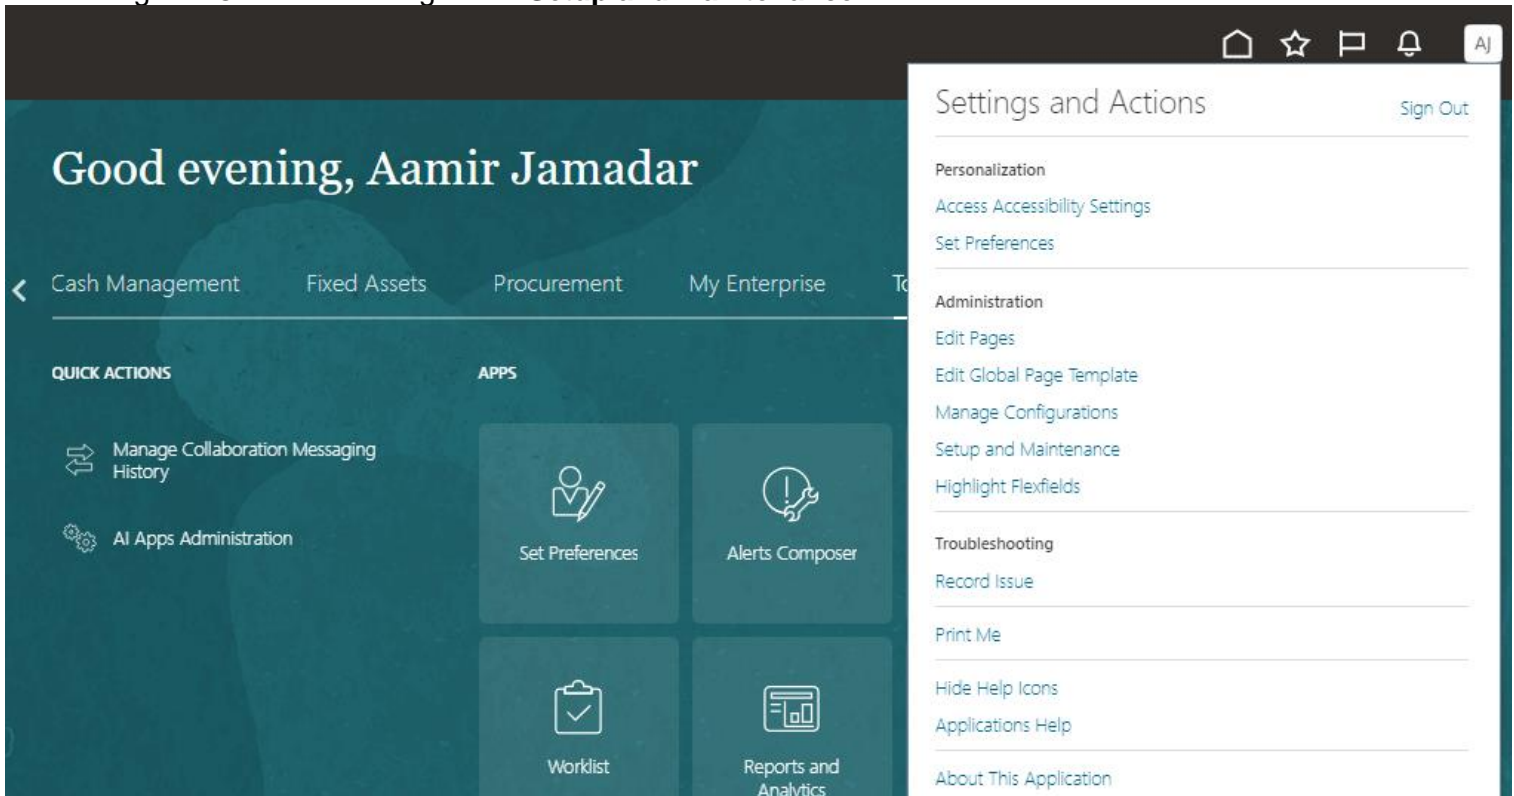 Setup and Maintenance
AJ
Settings and Actions
Sign Out
Good evening, Aamir Jamadar
Personalization
Access Accessibility Settings
Set Preferences
Cash Management
Fixed Assets
Procurement
My Enterprise
Administration
Edit Pages
Edit Global Page Template
Manage Configurations
Setup and Maintenance
Highlight Flexfields
QUICK ACTIONS
Manage Collaboration Messaging
History
AI Apps Administration
APPS
Set Preferences
Alerts Composer
Worklist
Reports and
Analytics
Troubleshooting
Record Issue
Print Me
Hide Help Icons
Applications Help
About This Application